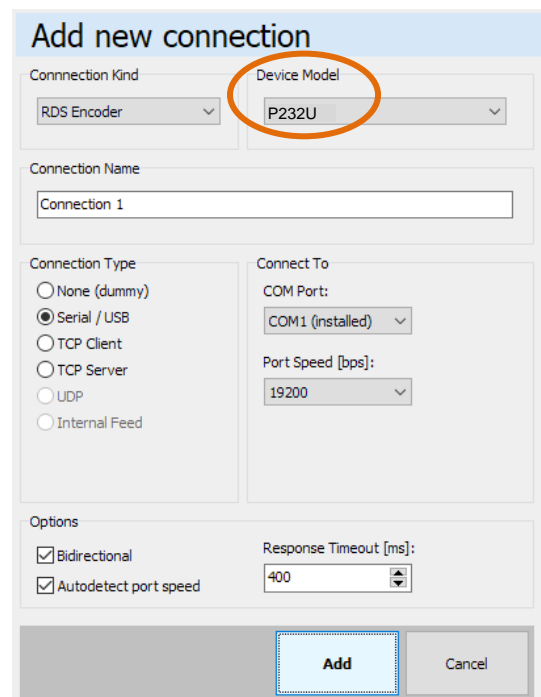 Add new connection
Connnection Kind
Device Model
RDS Encoder
P232U
Connection Name
Connection 1
Connection Type
Connect To
None (dummy)
COM Port:
Serial / USB
COM1 (installed)
TCP Client
TCP Server
Port Speed [bps]:
UDP
19200
Internal Feed
Options
Bidirectional
Response Timeout [ms]:
Autodetect port speed
400
Add
Cancel